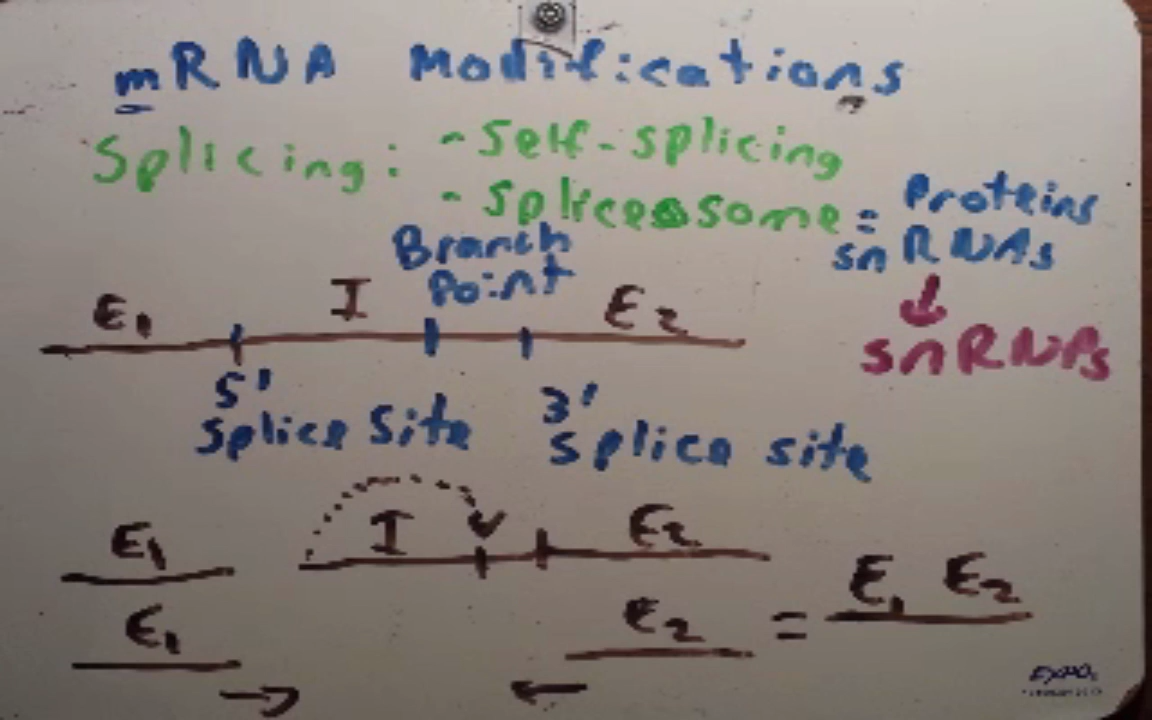 mRNA Modifications
Splicing: - Self-splicing
- Spliceosome = Proteins
snRNAs
snRNPs
Branch
Point
E1 I E2
5'
Splice Site
3'
Splice site
E1 I E2
E1 E2 = E1 E2
EXPO